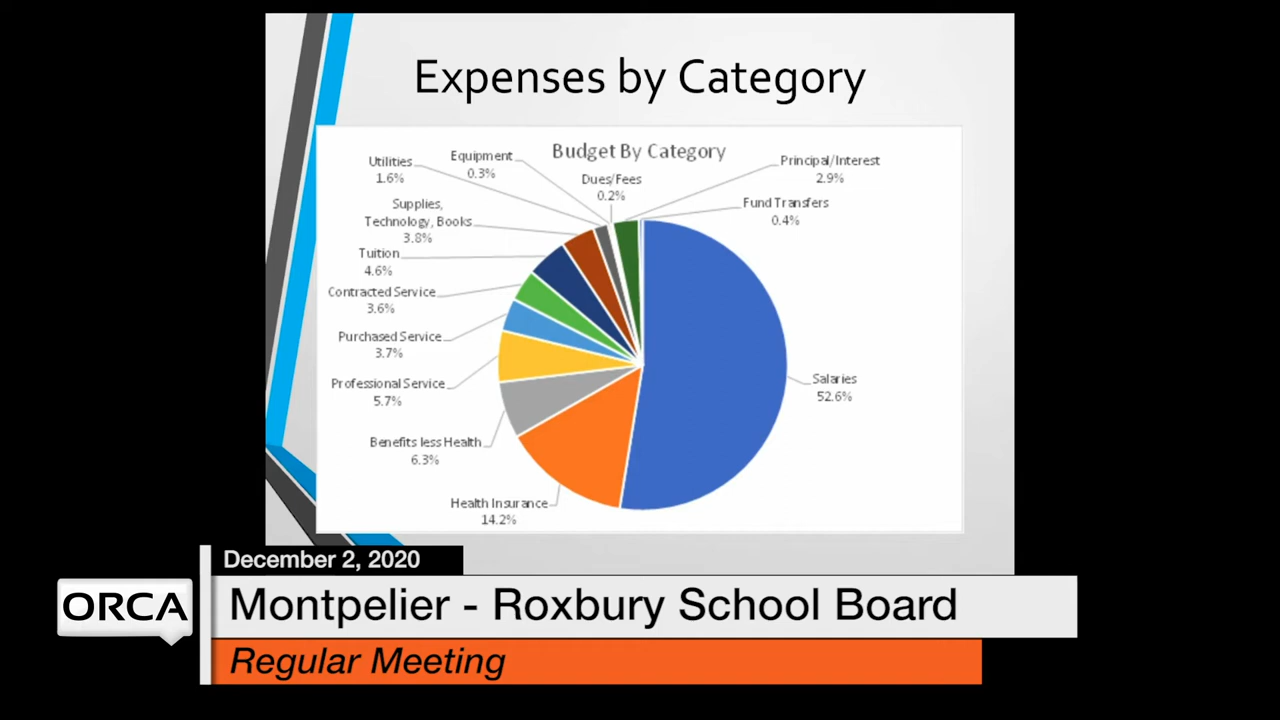 Expenses by Category
Budget By Category
Utilities
1.6%
Equipment
0.3%
Dues/Fees
0.2%
Principal/Interest
2.9%
Fund Transfers
0.4%
Supplies,
Technology, Books
3.8%
Tuition
4.6%
Contracted Service
3.6%
Purchased Service
3.7%
Professional Service
5.7%
Benefits less Health
6.3%
Health Insurance
14.2%
Salaries
52.6%
December 2, 2020
ORCA
Montpelier - Roxbury School Board
Regular Meeting